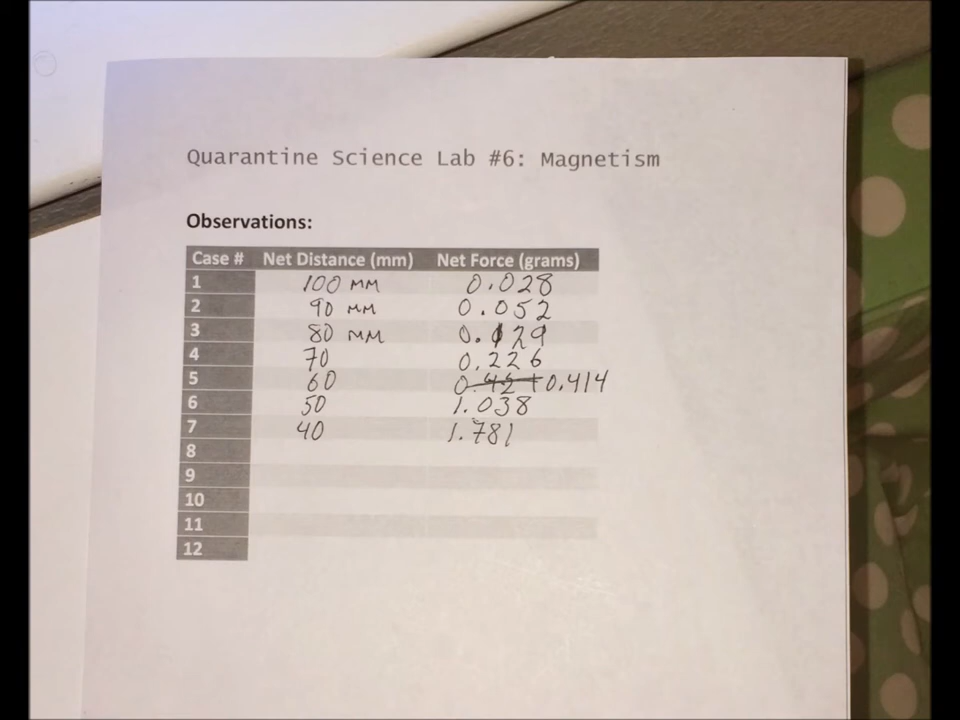 Quarantine Science Lab #6: Magnetism
Observations:
Case # Net Distance (mm) Net Force (grams)
1 100 mm 0.028
2 90 mm 0.052
3 80 mm 0.129
4 70 0.226
5 60 0.421 0.414
6 50 1.038
7 40 1.781
8
9
10
11
12